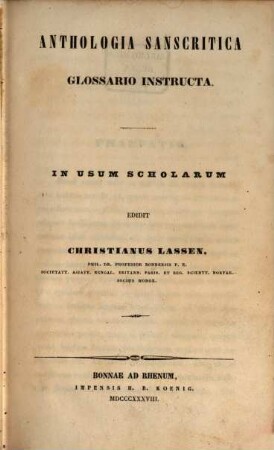 ANTHOLOGIA SANSCRITICA
GLOSSARIO INSTRUCTA.
IN USUM SCHOLARUM
EDIDIT
CHRISTIANUS LASSEN,
PHIL. DR. PROFESSOR BONNENSIS P. E.
SOCIETATT. ASIATT. BENGAL. BRITANN. PARIS. ET REG. SCIENTT.
SOCIUS HONOR.
BONNAE AD RHENUM,
IMPENSIS H. B. KOENIG.
MDCCCXXXVIII.